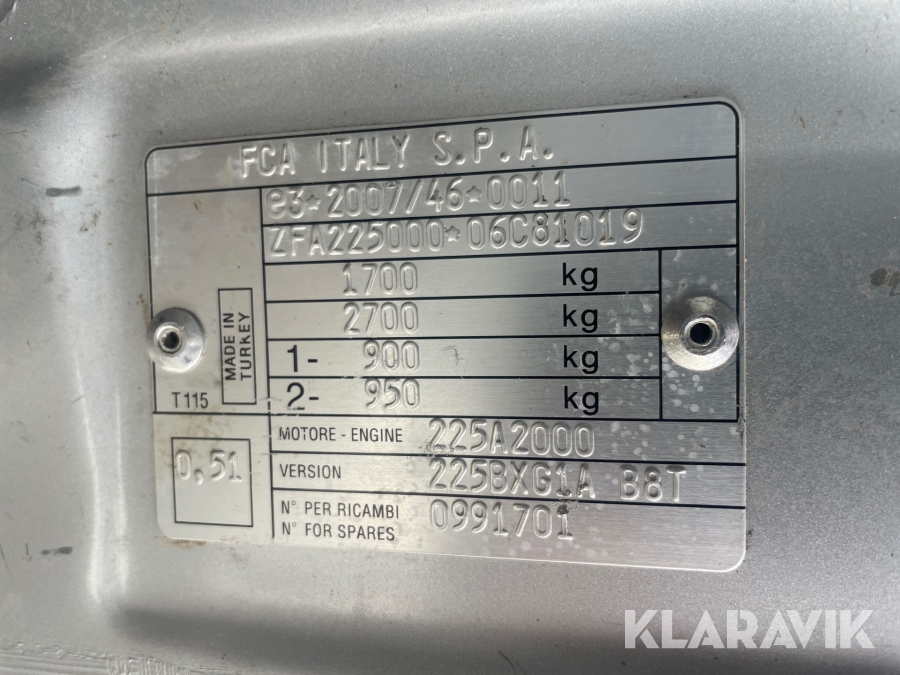 FCA ITALY S.P.A.
e3*2007/46*0011
ZFA225000*06C81019
1700 kg
2700 kg
1- 900 kg
2- 950 kg
MADE IN
TURKEY
T115
0,51
MOTORE - ENGINE 225A2000
VERSION 225BXG1A B8T
N° PER RICAMBI
N° FOR SPARES
0991701
KLARAVIK